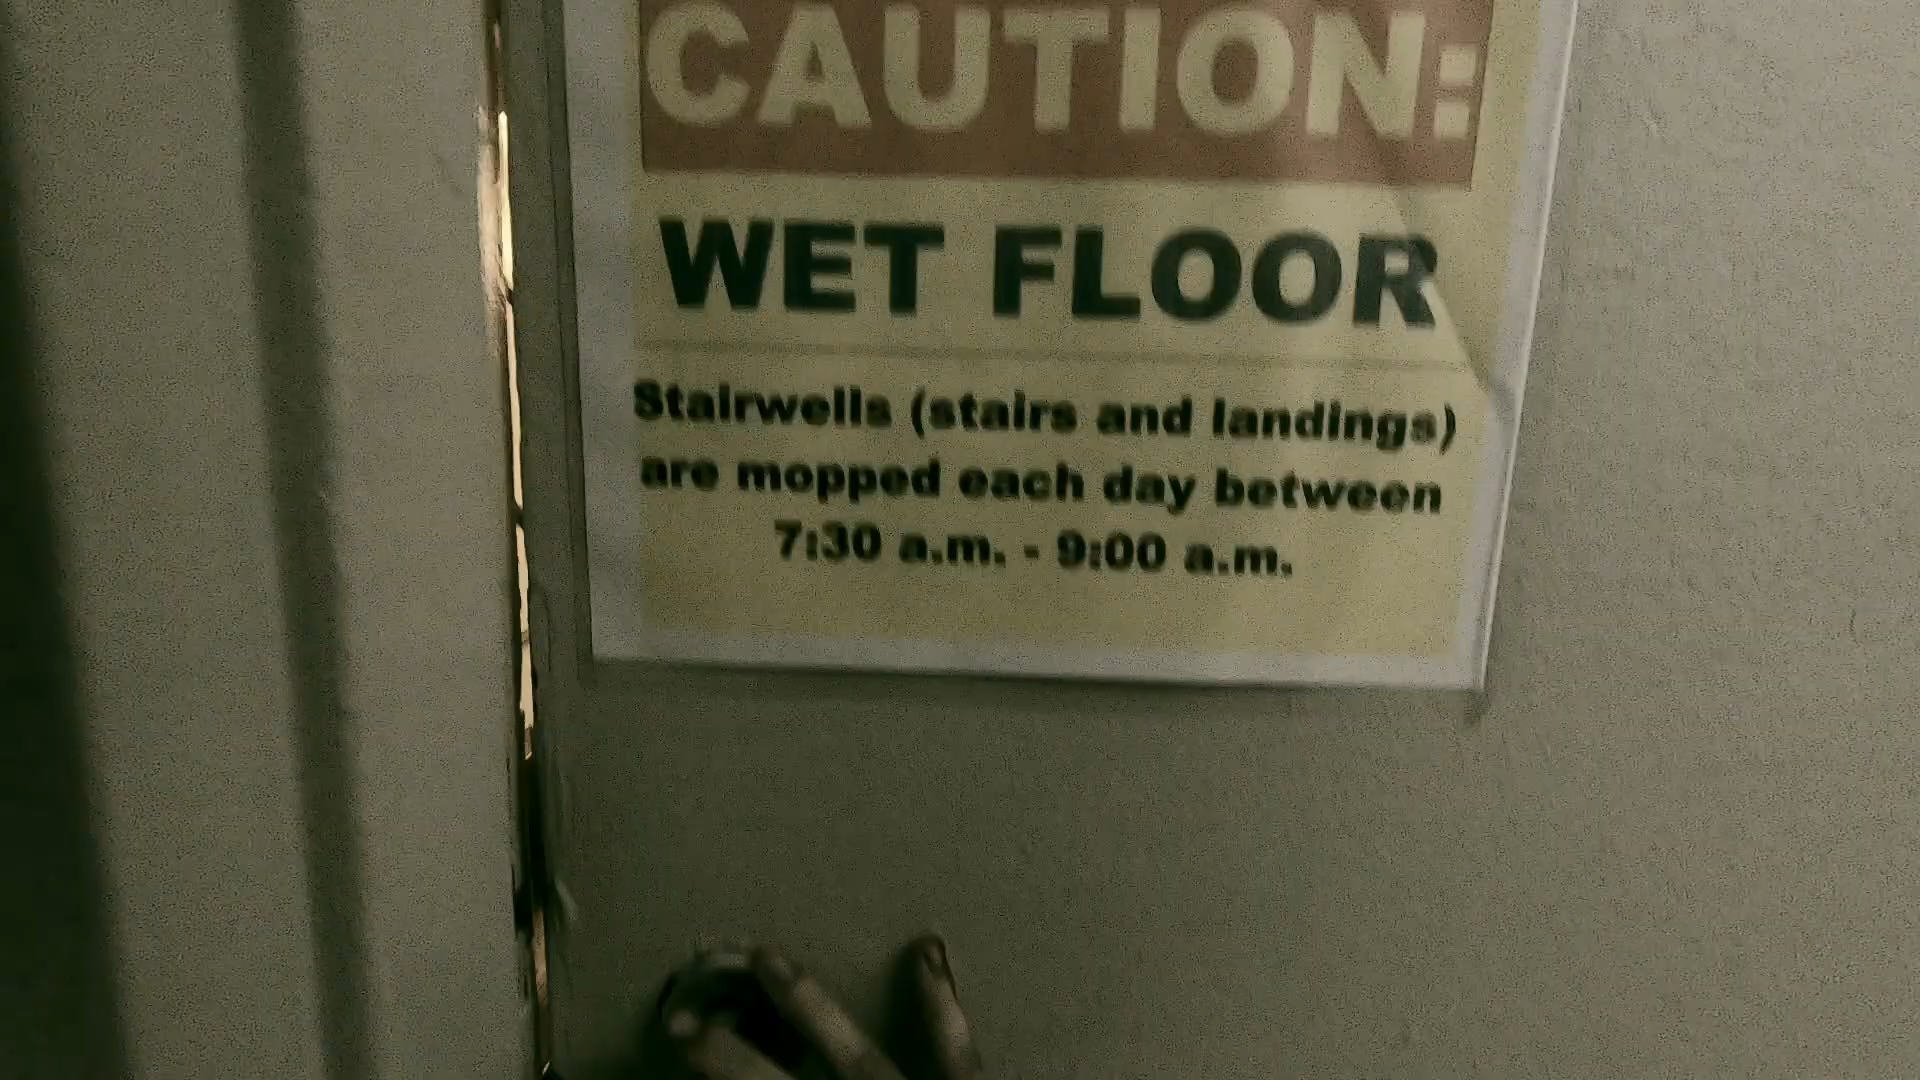 CAUTION:
WET FLOOR
Stairwells (stairs and landings)
are mopped each day between
7:30 a.m. - 9:00 a.m.